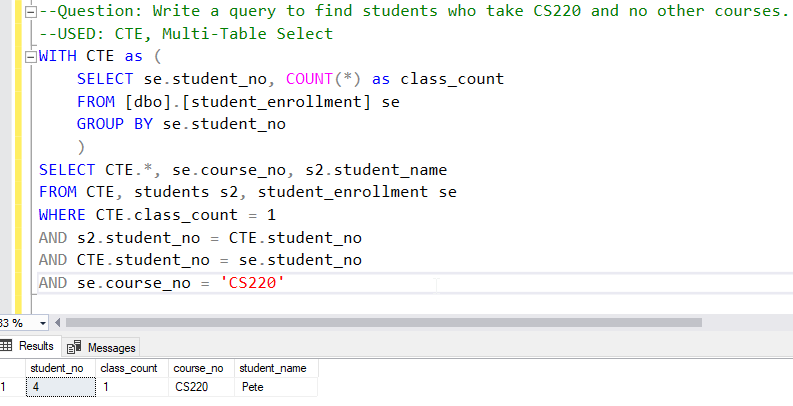 --Question: Write a query to find students who take CS220 and no other courses.
--USED: CTE, Multi-Table Select
WITH CTE as (
SELECT se.student_no, COUNT(*) as class_count
FROM [dbo].[student_enrollment] se
GROUP BY se.student_no
)
SELECT CTE.*, se.course_no, s2.student_name
FROM CTE, students s2, student_enrollment se
WHERE CTE.class_count = 1
AND s2.student_no = CTE.student_no
AND CTE.student_no = se.student_no
AND se.course_no = 'CS220'
33 %
Results Messages
student_no class_count course_no student_name
1 4 1 CS220 Pete